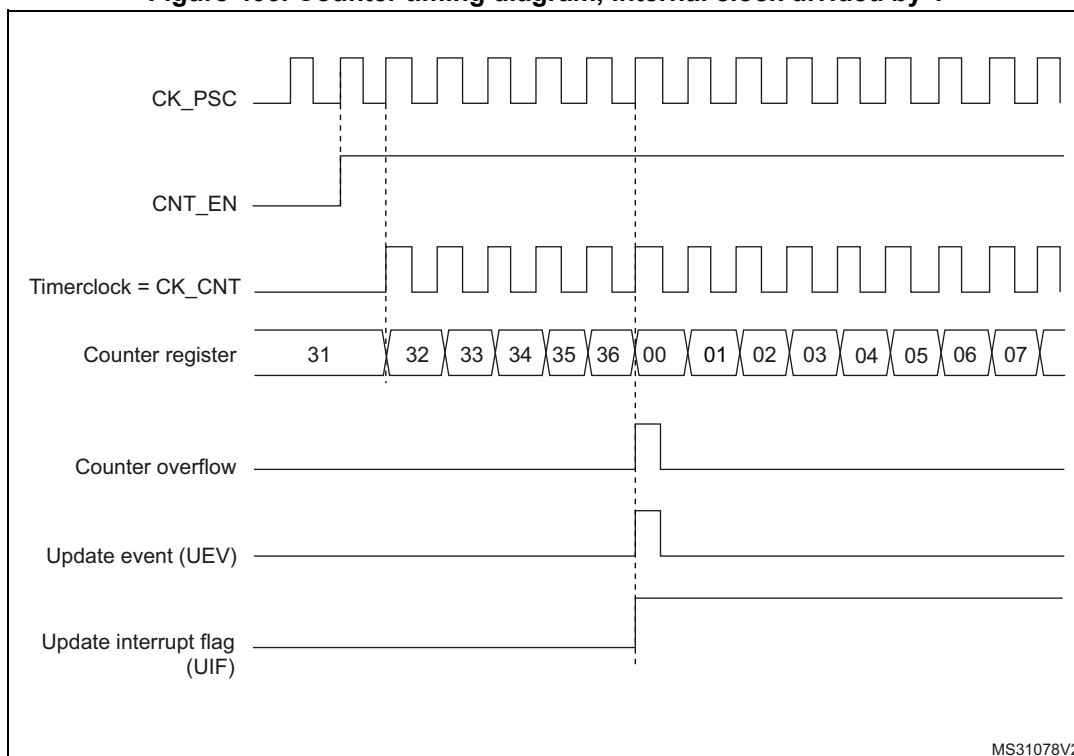 CK_PSC
CNT_EN
Timerclock = CK_CNT
Counter register 31 32 33 34 35 36 00 01 02 03 04 05 06 07
Counter overflow
Update event (UEV)
Update interrupt flag
(UIF)
MS31078V2